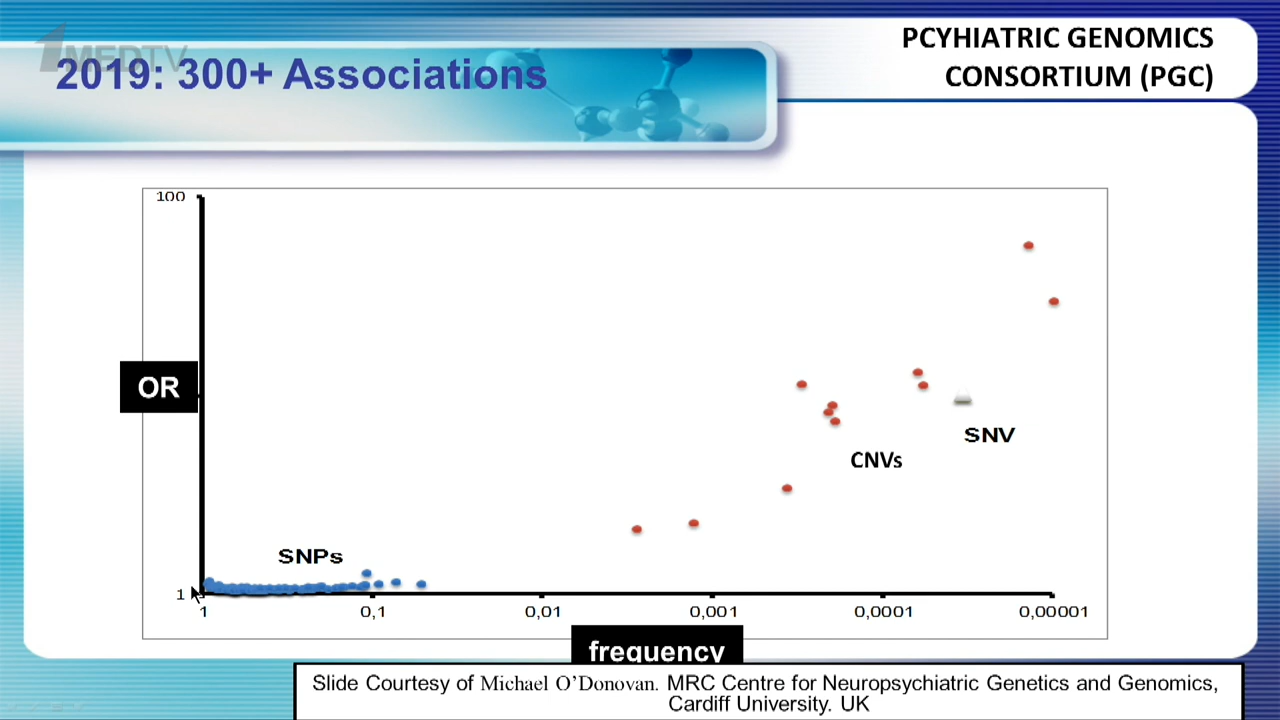 1MEDTV
2019: 300+ Associations
PCYHIATRIC GENOMICS
CONSORTIUM (PGC)
100
OR
SNV
CNVs
SNPs
1
1 0,1 0,01 0,001 0,0001 0,00001
frequency
Slide Courtesy of Michael O’Donovan. MRC Centre for Neuropsychiatric Genetics and Genomics,
Cardiff University. UK